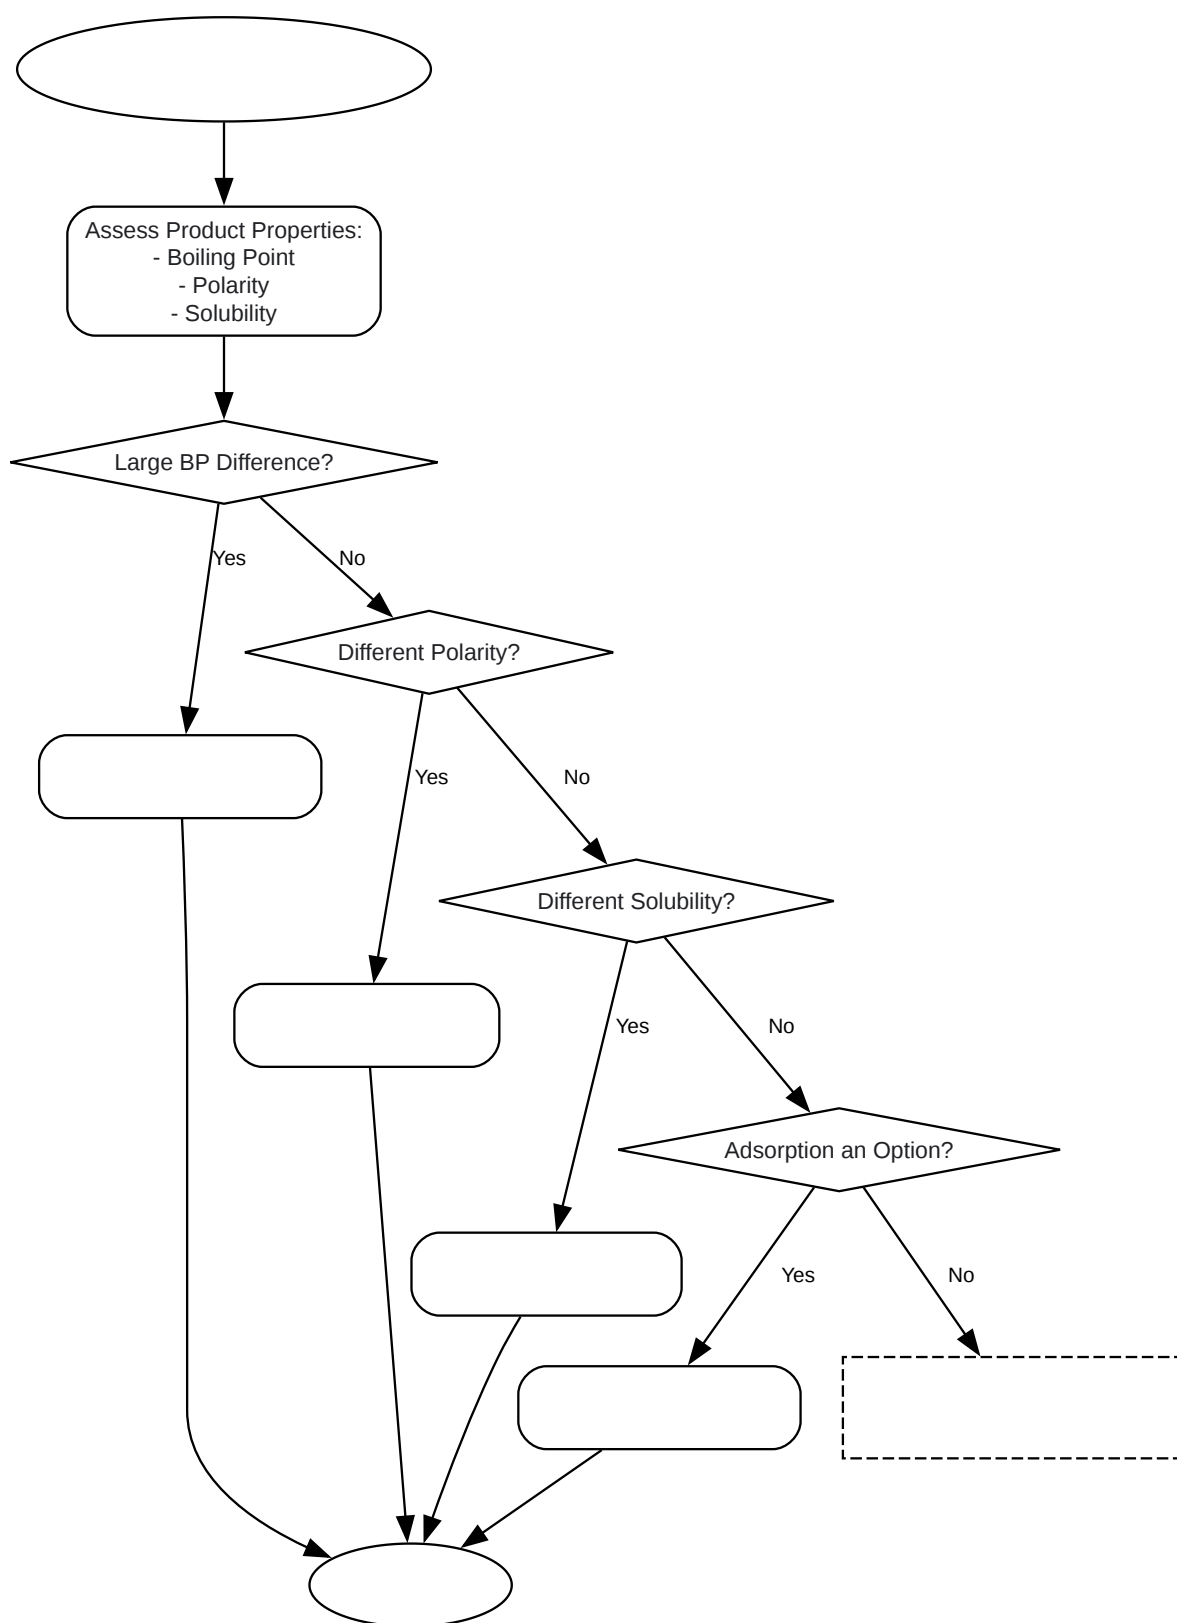 Assess Product Properties:
- Boiling Point
- Polarity
- Solubility
Large BP Difference?
Yes
No
Different Polarity?
Yes
No
Different Solubility?
Yes
No
Adsorption an Option?
Yes
No